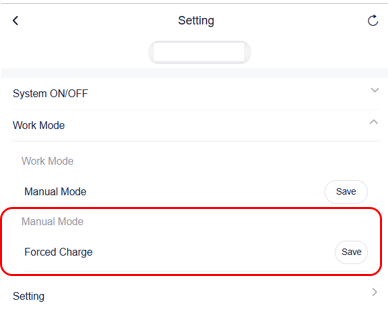 Setting
System ON/OFF
Work Mode
Work Mode
Manual Mode Save
Manual Mode
Forced Charge Save
Setting